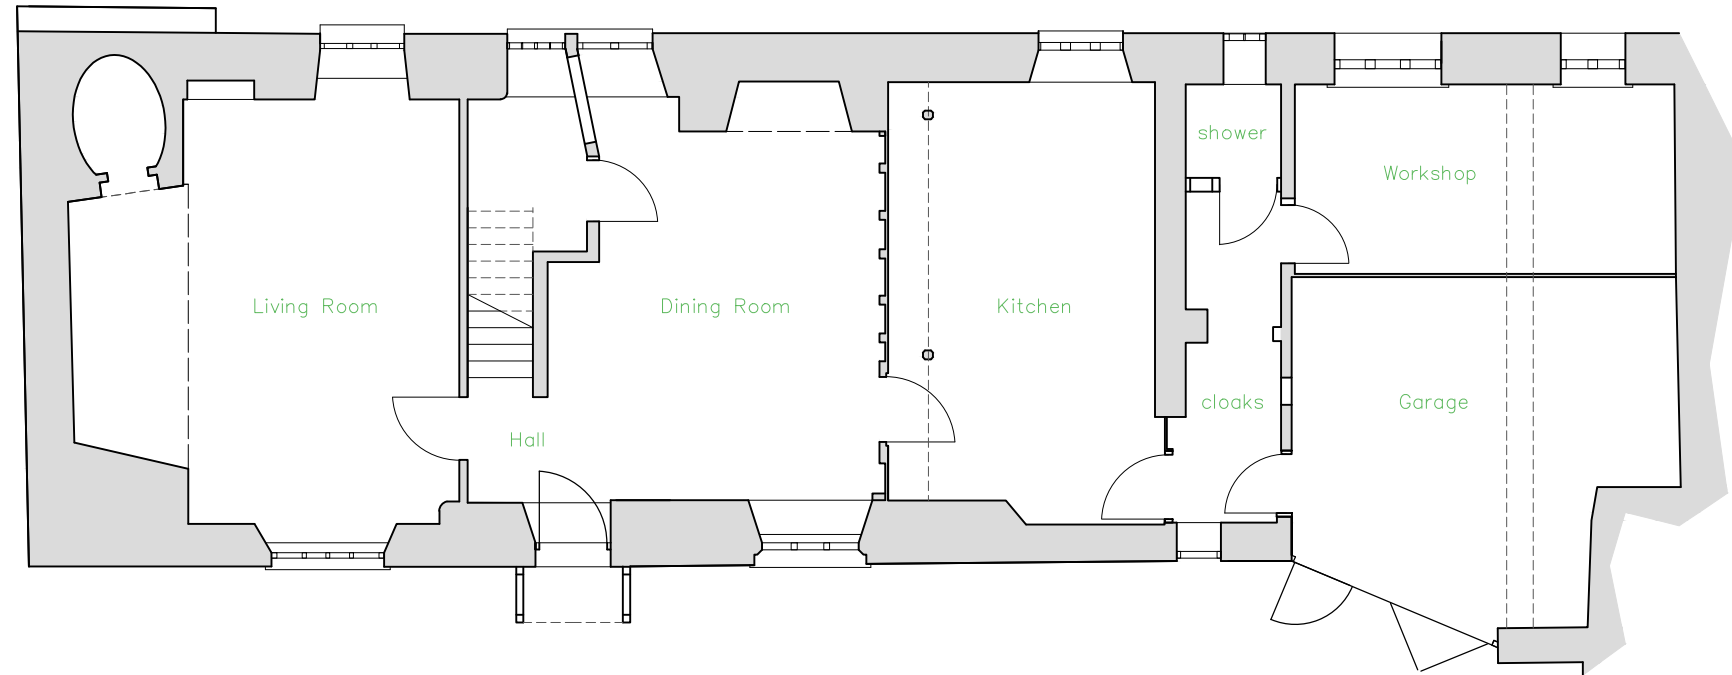 shower
Workshop
Living Room
Dining Room
Kitchen
cloaks
Garage
Hall